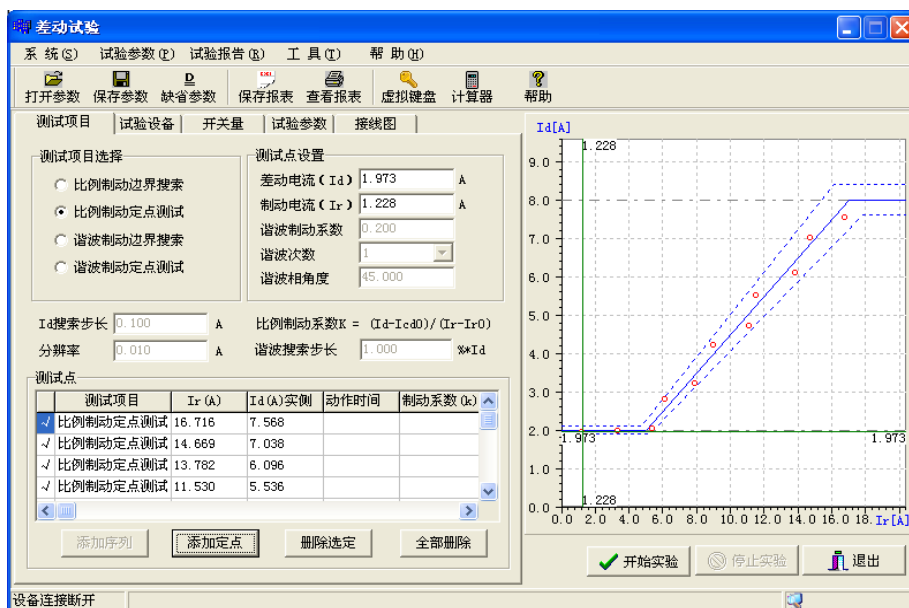 差动试验
系 统(S) 试验参数(P) 试验报告(R) 工 具(T) 帮 助(H)
打开参数 保存参数 缺省参数 保存报表 查看报表 虚拟键盘 计算器 帮助
测试项目 试验设备 开关量 试验参数 接线图
测试项目选择
比例制动边界搜索
比例制动定点测试
谐波制动边界搜索
谐波制动定点测试
测试点设置
差动电流(Id) 1.973 A
制动电流(Ir) 1.228 A
谐波制动系数 0.200
谐波次数 1
谐波相角度 45.000
Id搜索步长 0.100 A 比例制动系数K = (Id-Icd0)/(Ir-Ir0)
分辨率 0.010 A 谐波搜索步长 1.000 %*Id
测试点
测试项目 Ir(A) Id(A)实侧 动作时间 制动系数(k)
√ 比例制动定点测试 16.716 7.568
√ 比例制动定点测试 14.669 7.038
√ 比例制动定点测试 13.782 6.096
√ 比例制动定点测试 11.530 5.536
添加序列 添加定点 删除选定 全部删除
Id[A]
1.228
9.0
8.0
7.0
6.0
5.0
4.0
3.0
2.0
1.973 1.973
1.0
1.228
0.0
0.0 2.0 4.0 6.0 8.0 10.0 12.0 14.0 16.0 18. Ir[A]
开始实验 停止实验 退出
设备连接断开